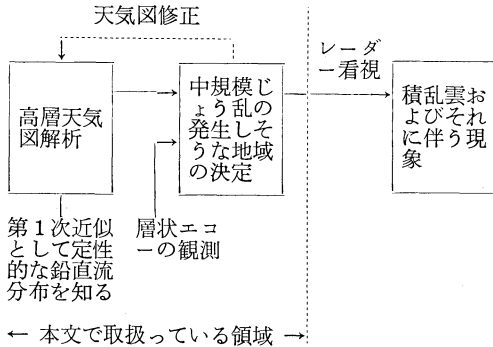 天気図修正
レーダ
ー看視
高層天気
図解析
中規模じ
ょう乱の
発生しそ
うな地域
の決定
積乱雲お
よびそれ
に伴う現
象
第1次近似
として定性
的な鉛直流
分布を知る
層状エコ
ーの観測
← 本文で取扱っている領域 →